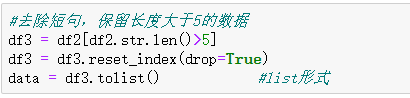 #去除短句，保留长度大于5的数据
df3 = df2[df2.str.len()>5]
df3 = df3.reset_index(drop=True)
data = df3.tolist() #list形式